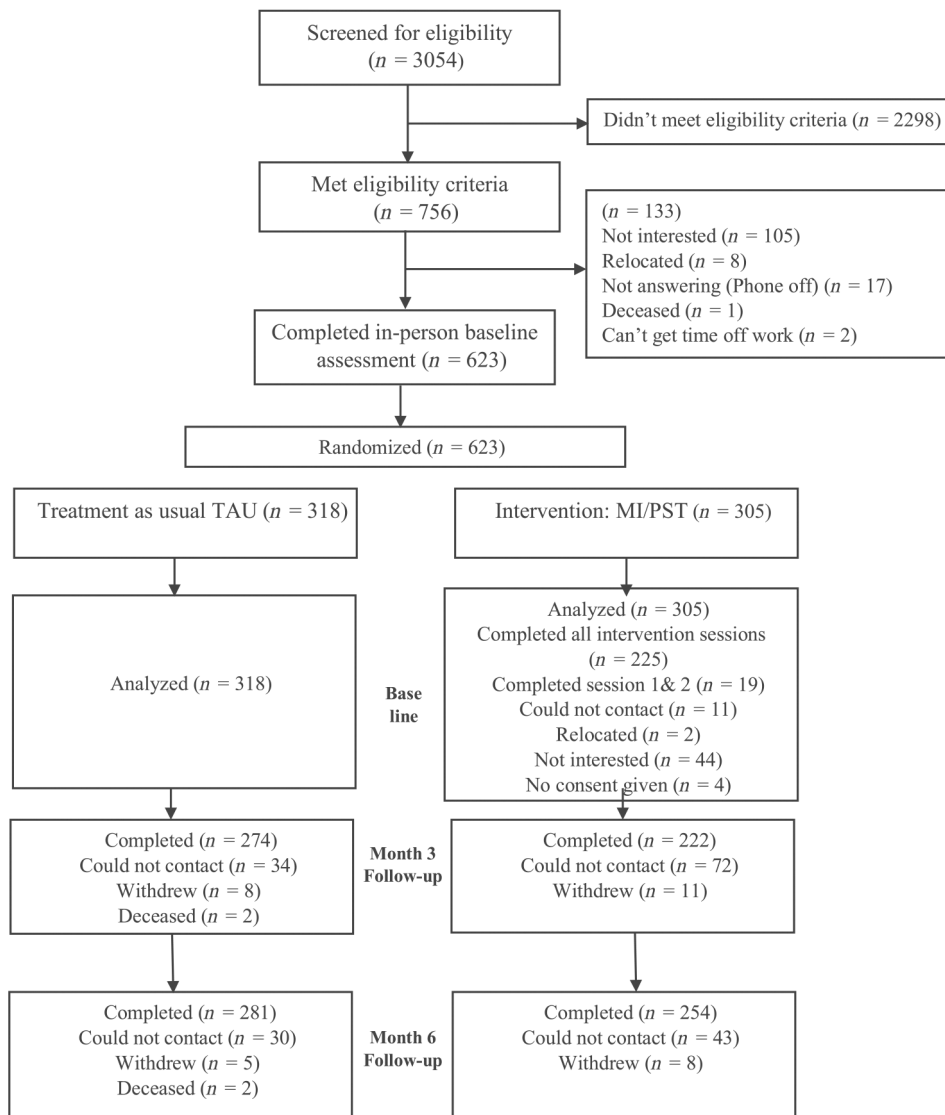 Screened for eligibility
(n = 3054)
Didn’t meet eligibility criteria (n = 2298)
Met eligibility criteria
(n = 756)
(n = 133)
Not interested (n = 105)
Relocated (n = 8)
Not answering (Phone off) (n = 17)
Deceased (n = 1)
Can’t get time off work (n = 2)
Completed in-person baseline
assessment (n = 623)
Randomized (n = 623)
Treatment as usual TAU (n = 318)
Intervention: MI/PST (n = 305)
Analyzed (n = 318)
Base
line
Analyzed (n = 305)
Completed all intervention sessions
(n = 225)
Completed session 1& 2 (n = 19)
Could not contact (n = 11)
Relocated (n = 2)
Not interested (n = 44)
No consent given (n = 4)
Completed (n = 274)
Could not contact (n = 34)
Withdrew (n = 8)
Deceased (n = 2)
Month 3
Follow-up
Completed (n = 222)
Could not contact (n = 72)
Withdrew (n = 11)
Completed (n = 281)
Could not contact (n = 30)
Withdrew (n = 5)
Deceased (n = 2)
Month 6
Follow-up
Completed (n = 254)
Could not contact (n = 43)
Withdrew (n = 8)